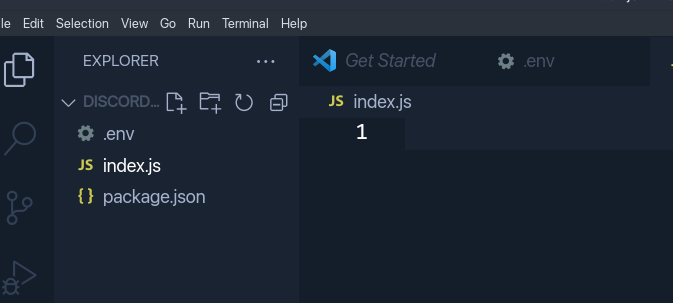 le Edit Selection View Go Run Terminal Help
EXPLORER ...
Get Started
.env
DISCORD...
JS index.js
1
.env
JS index.js
{ } package.json